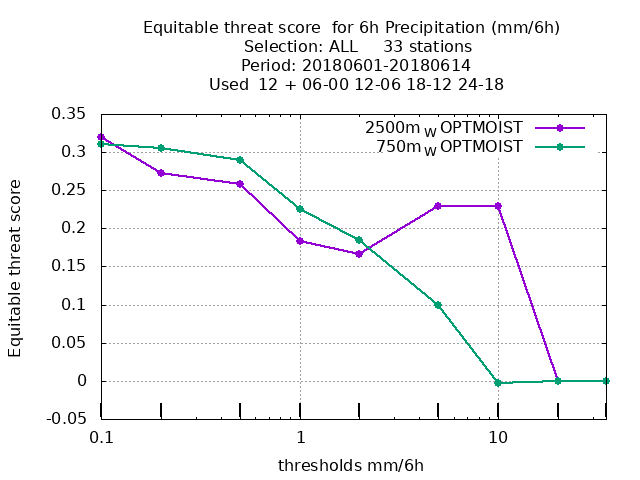 Equitable threat score  for 6h Precipitation (mm/6h)
Selection: ALL     33 stations
Period: 20180601-20180614
Used  12 + 06-00 12-06 18-12 24-18
2500m W OPTMOIST
750m W OPTMOIST
Equitable threat score
0.35
0.3
0.25
0.2
0.15
0.1
0.05
0
-0.05
0.1 1 10
thresholds mm/6h